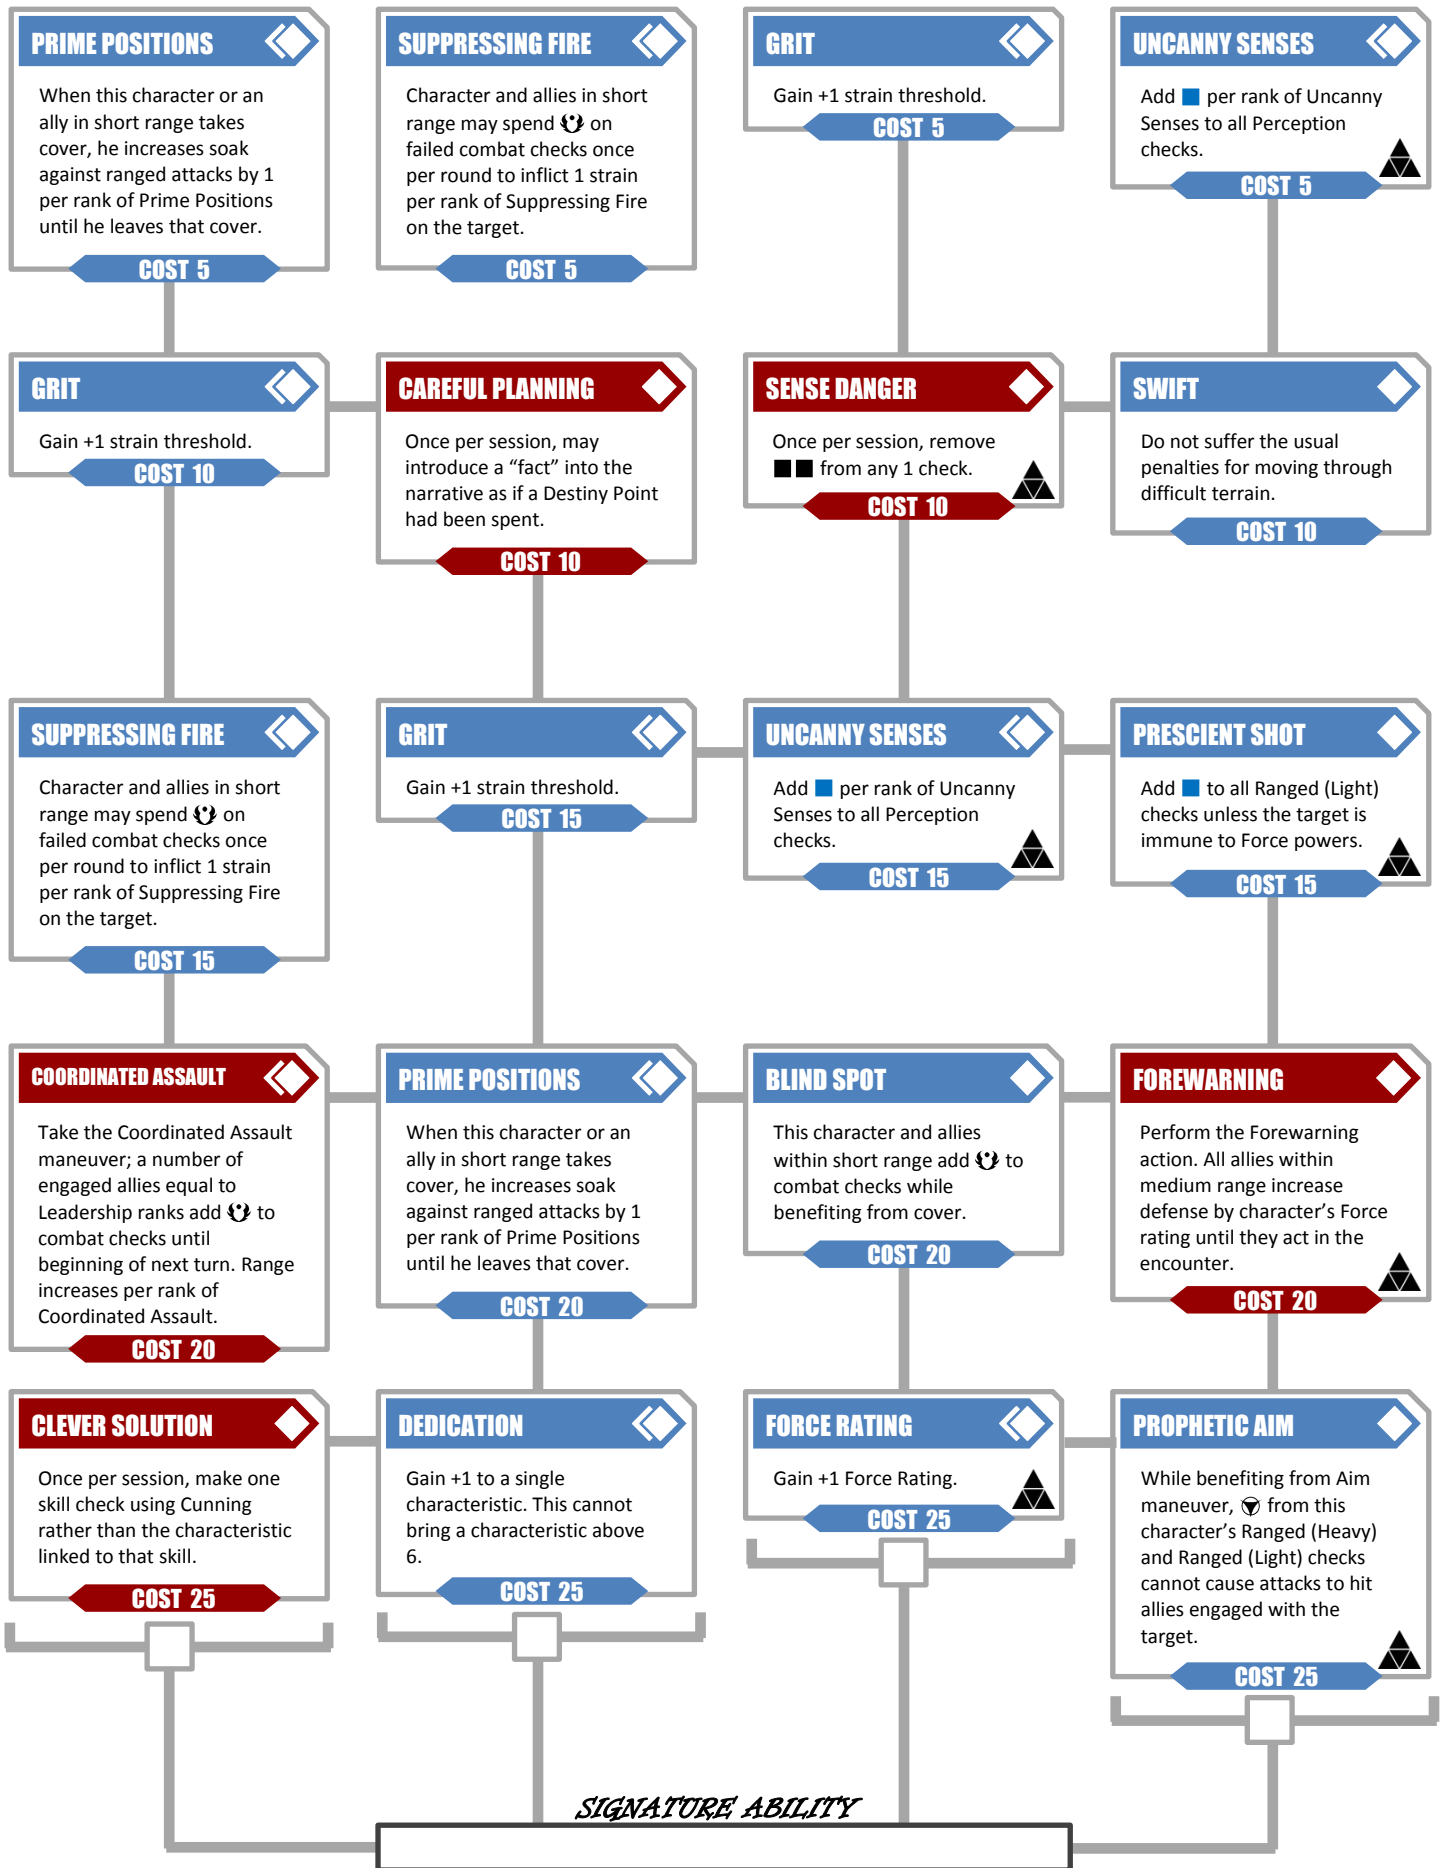 PRIME POSITIONS
When this character or an
ally in short range takes
cover, he increases soak
against ranged attacks by 1
per rank of Prime Positions
until he leaves that cover.
COST 5
SUPPRESSING FIRE
Character and allies in short
range may spend on
failed combat checks once
per round to inflict 1 strain
per rank of Suppressing Fire
on the target.
COST 5
GRIT
Gain +1 strain threshold.
COST 5
UNCANNY SENSES
Add per rank of Uncanny
Senses to all Perception
checks.
COST 5
GRIT
Gain +1 strain threshold.
COST 10
CAREFUL PLANNING
Once per session, may
introduce a “fact” into the
narrative as if a Destiny Point
had been spent.
COST 10
SENSE DANGER
Once per session, remove
from any 1 check.
COST 10
SWIFT
Do not suffer the usual
penalties for moving through
difficult terrain.
COST 10
SUPPRESSING FIRE
Character and allies in short
range may spend on
failed combat checks once
per round to inflict 1 strain
per rank of Suppressing Fire
on the target.
COST 15
GRIT
Gain +1 strain threshold.
COST 15
UNCANNY SENSES
Add per rank of Uncanny
Senses to all Perception
checks.
COST 15
PRESCIENT SHOT
Add to all Ranged (Light)
checks unless the target is
immune to Force powers.
COST 15
COORDINATED ASSAULT
Take the Coordinated Assault
maneuver; a number of
engaged allies equal to
Leadership ranks add to
combat checks until
beginning of next turn. Range
increases per rank of
Coordinated Assault.
COST 20
PRIME POSITIONS
When this character or an
ally in short range takes
cover, he increases soak
against ranged attacks by 1
per rank of Prime Positions
until he leaves that cover.
COST 20
BLIND SPOT
This character and allies
within short range add to
combat checks while
benefiting from cover.
COST 20
FOREWARNING
Perform the Forewarning
action. All allies within
medium range increase
defense by character’s Force
rating until they act in the
encounter.
COST 20
CLEVER SOLUTION
Once per session, make one
skill check using Cunning
rather than the characteristic
linked to that skill.
COST 25
DEDICATION
Gain +1 to a single
characteristic. This cannot
bring a characteristic above
6.
COST 25
FORCE RATING
Gain +1 Force Rating.
COST 25
PROPHETIC AIM
While benefiting from Aim
maneuver, from this
character’s Ranged (Heavy)
and Ranged (Light) checks
cannot cause attacks to hit
allies engaged with the
target.
COST 25
SIGNATURE ABILITY